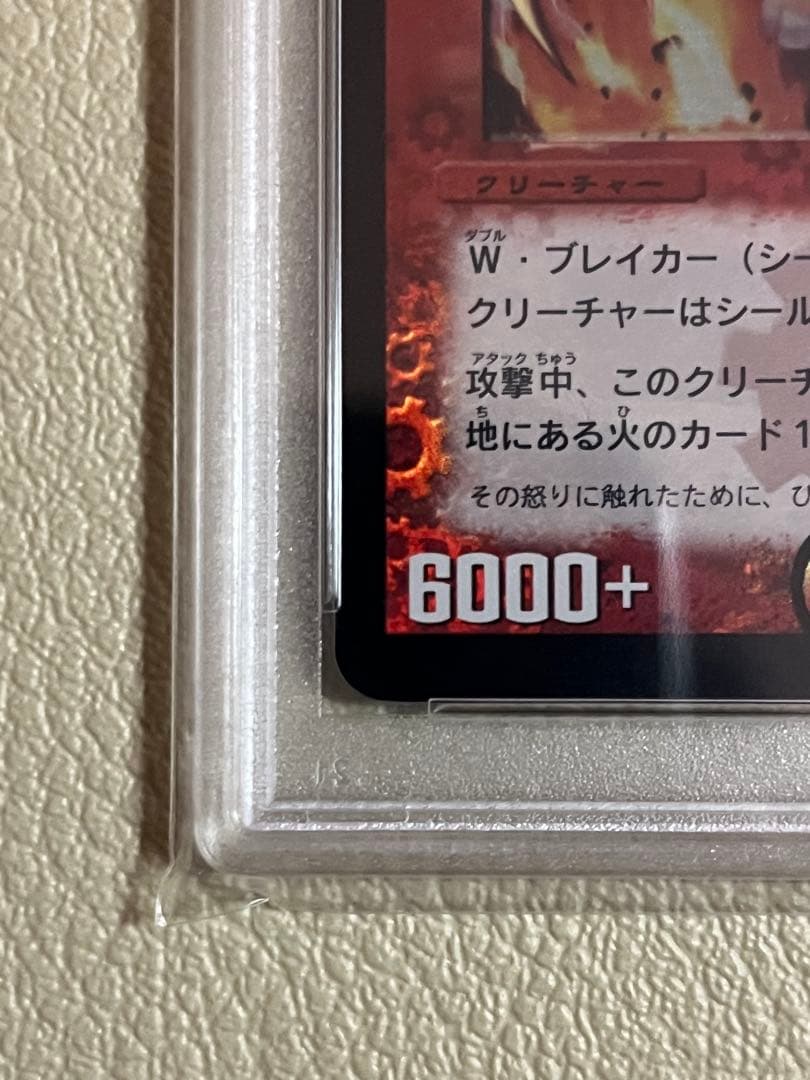 クリーチャー
ダブル
W・ブレイカー（シー
クリーチャーはシール
アタック ちゅう
攻撃中、このクリーチ
ち ひ
地にある火のカード1
その怒りに触れたために、ひ
6000+